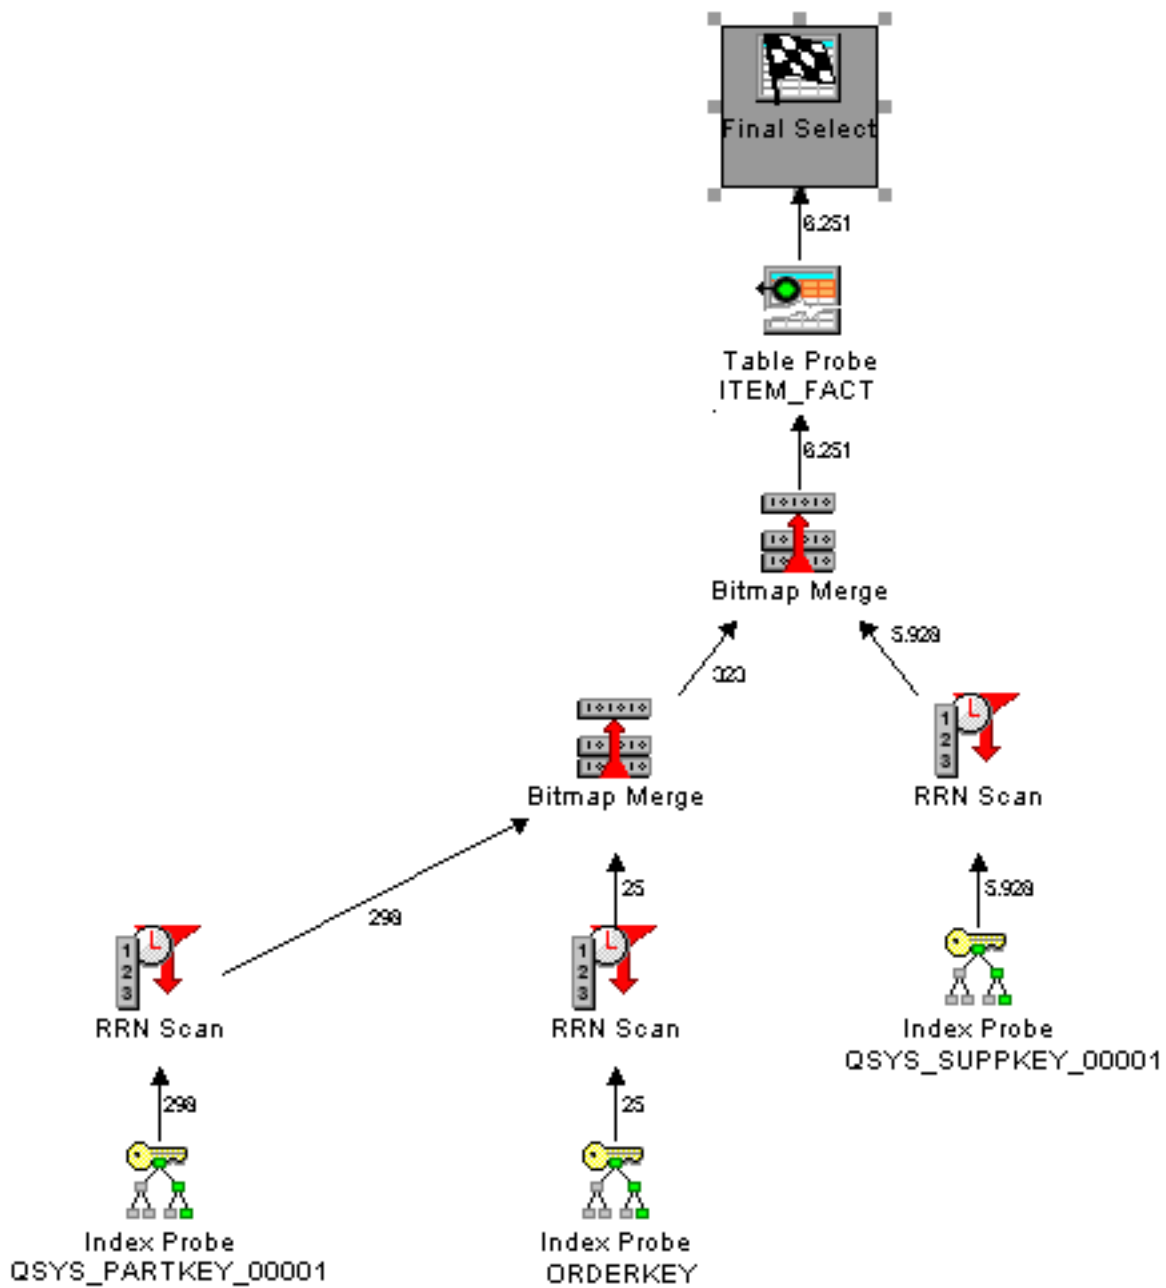 Final Select
6.251
Table Probe
ITEM_FACT
6.251
Bitmap Merge
323
5.928
Bitmap Merge
RRN Scan
298
25
5.928
RRN Scan
RRN Scan
Index Probe
QSYS_SUPPKEY_00001
298
25
Index Probe
QSYS_PARTKEY_00001
Index Probe
ORDERKEY